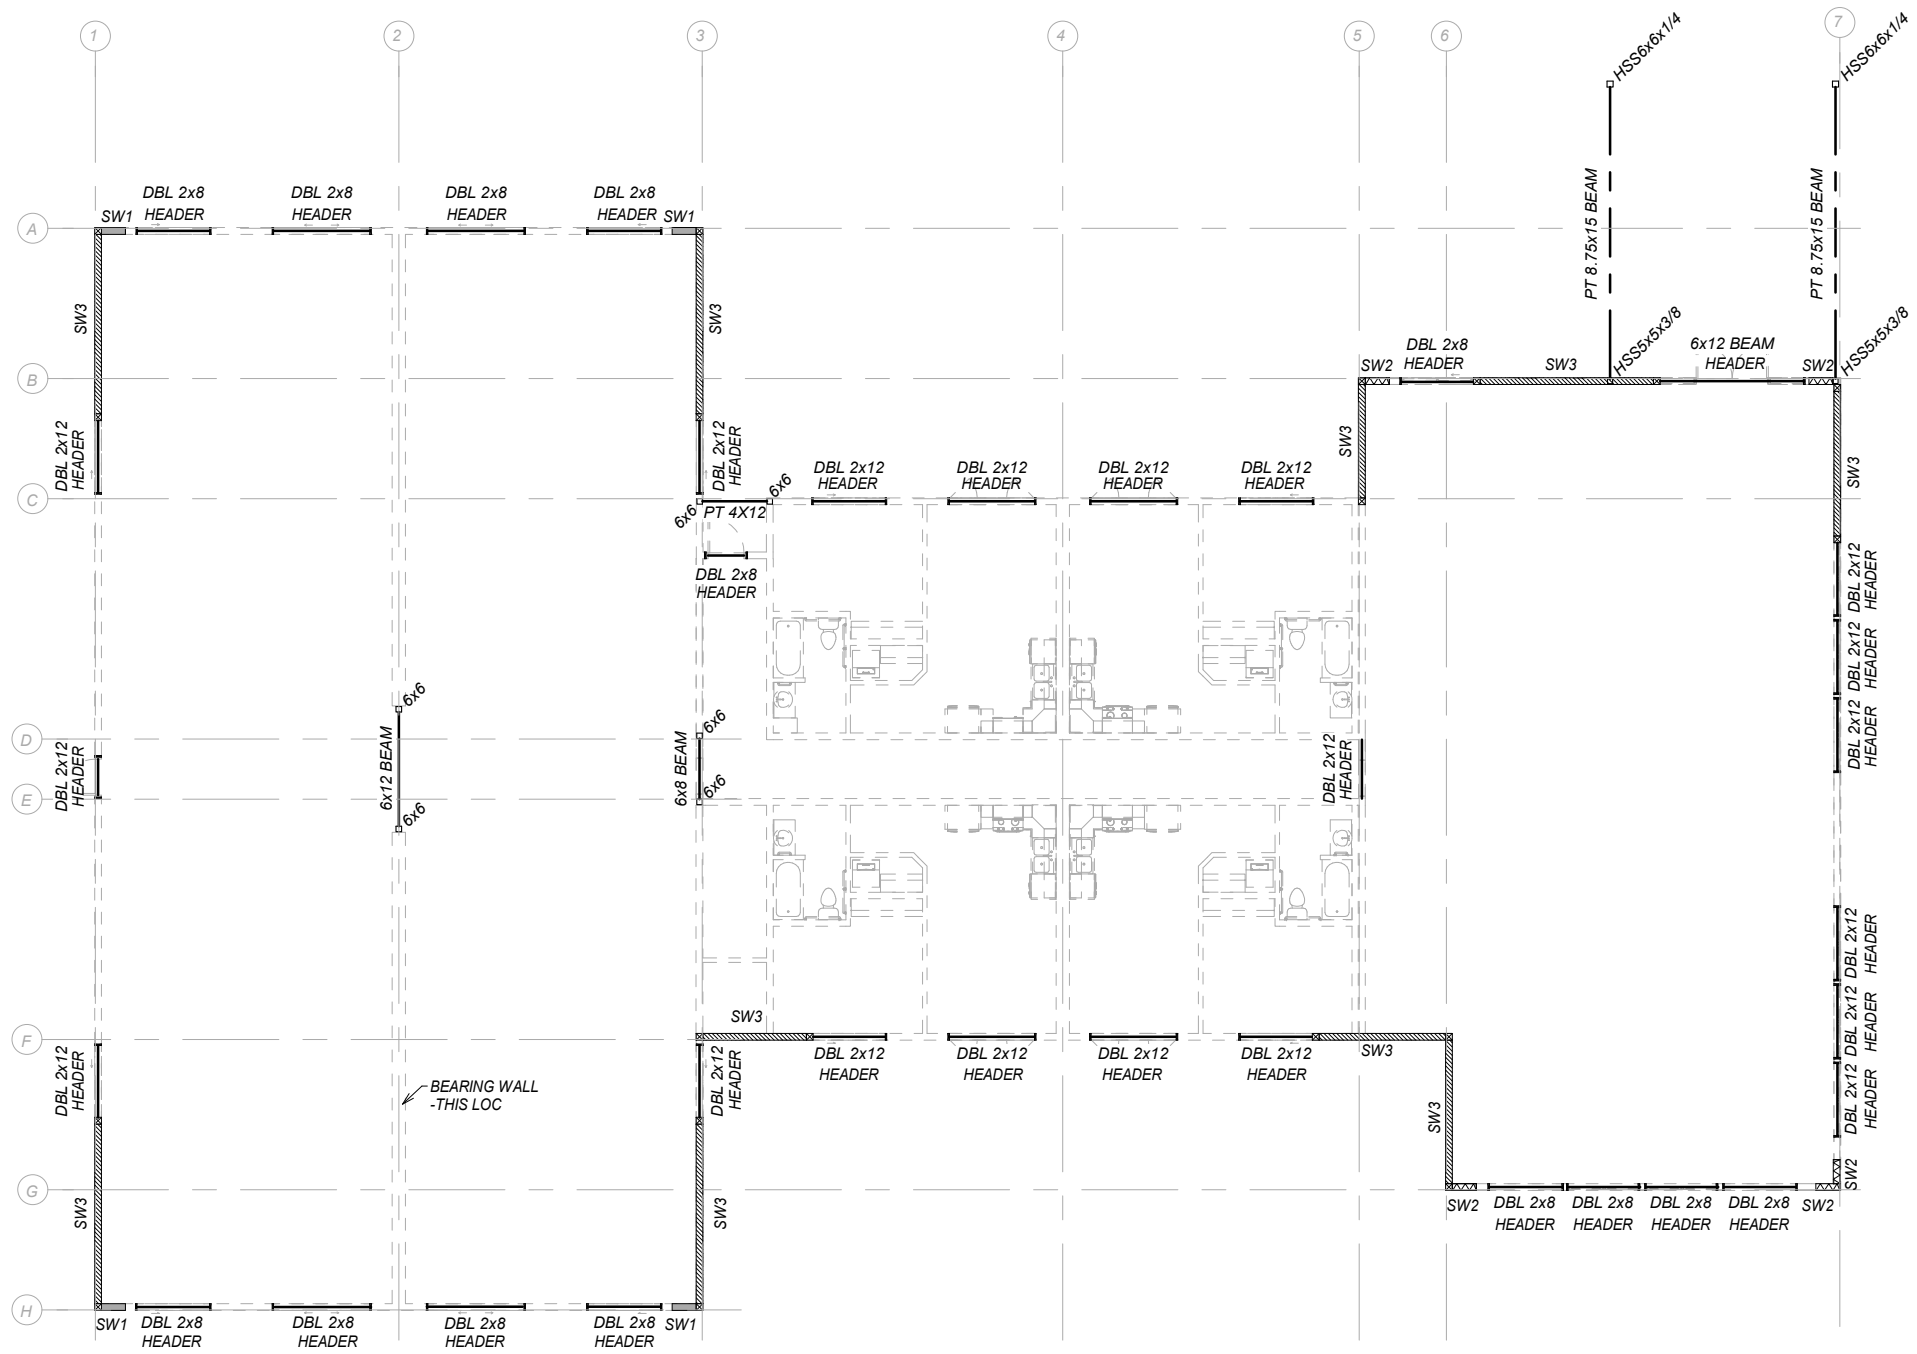 1
2
3
4
5
6
7
HSS6x6x1/4
HSS6x6x1/4
PT 8.75x15 BEAM
PT 8.75x15 BEAM
A
SW1
DBL 2x8
HEADER
DBL 2x8
HEADER
DBL 2x8
HEADER
DBL 2x8
HEADER
SW1
SW3
SW3
HSS5x5x3/8
HSS5x5x3/8
B
SW2
DBL 2x8
HEADER
SW3
6x12 BEAM
HEADER
SW2
DBL 2x12
HEADER
DBL 2x12
HEADER
SW3
SW3
C
6x6
6x6
PT 4X12
DBL 2x12
HEADER
DBL 2x12
HEADER
DBL 2x12
HEADER
DBL 2x12
HEADER
DBL 2x8
HEADER
DBL 2x12
HEADER
DBL 2x12
HEADER
DBL 2x12
HEADER
D
E
DBL 2x12
HEADER
6x6
6x12 BEAM
6x6
6x6
6x8 BEAM
6x6
DBL 2x12
HEADER
DBL 2x12
HEADER
DBL 2x12
HEADER
DBL 2x12
HEADER
F
SW3
DBL 2x12
HEADER
DBL 2x12
HEADER
DBL 2x12
HEADER
DBL 2x12
HEADER
SW3
DBL 2x12
HEADER
BEARING WALL
-THIS LOC
DBL 2x12
HEADER
SW3
SW2
G
SW3
SW3
SW2
DBL 2x8
HEADER
DBL 2x8
HEADER
DBL 2x8
HEADER
DBL 2x8
HEADER
SW2
H
SW1
DBL 2x8
HEADER
DBL 2x8
HEADER
DBL 2x8
HEADER
DBL 2x8
HEADER
SW1